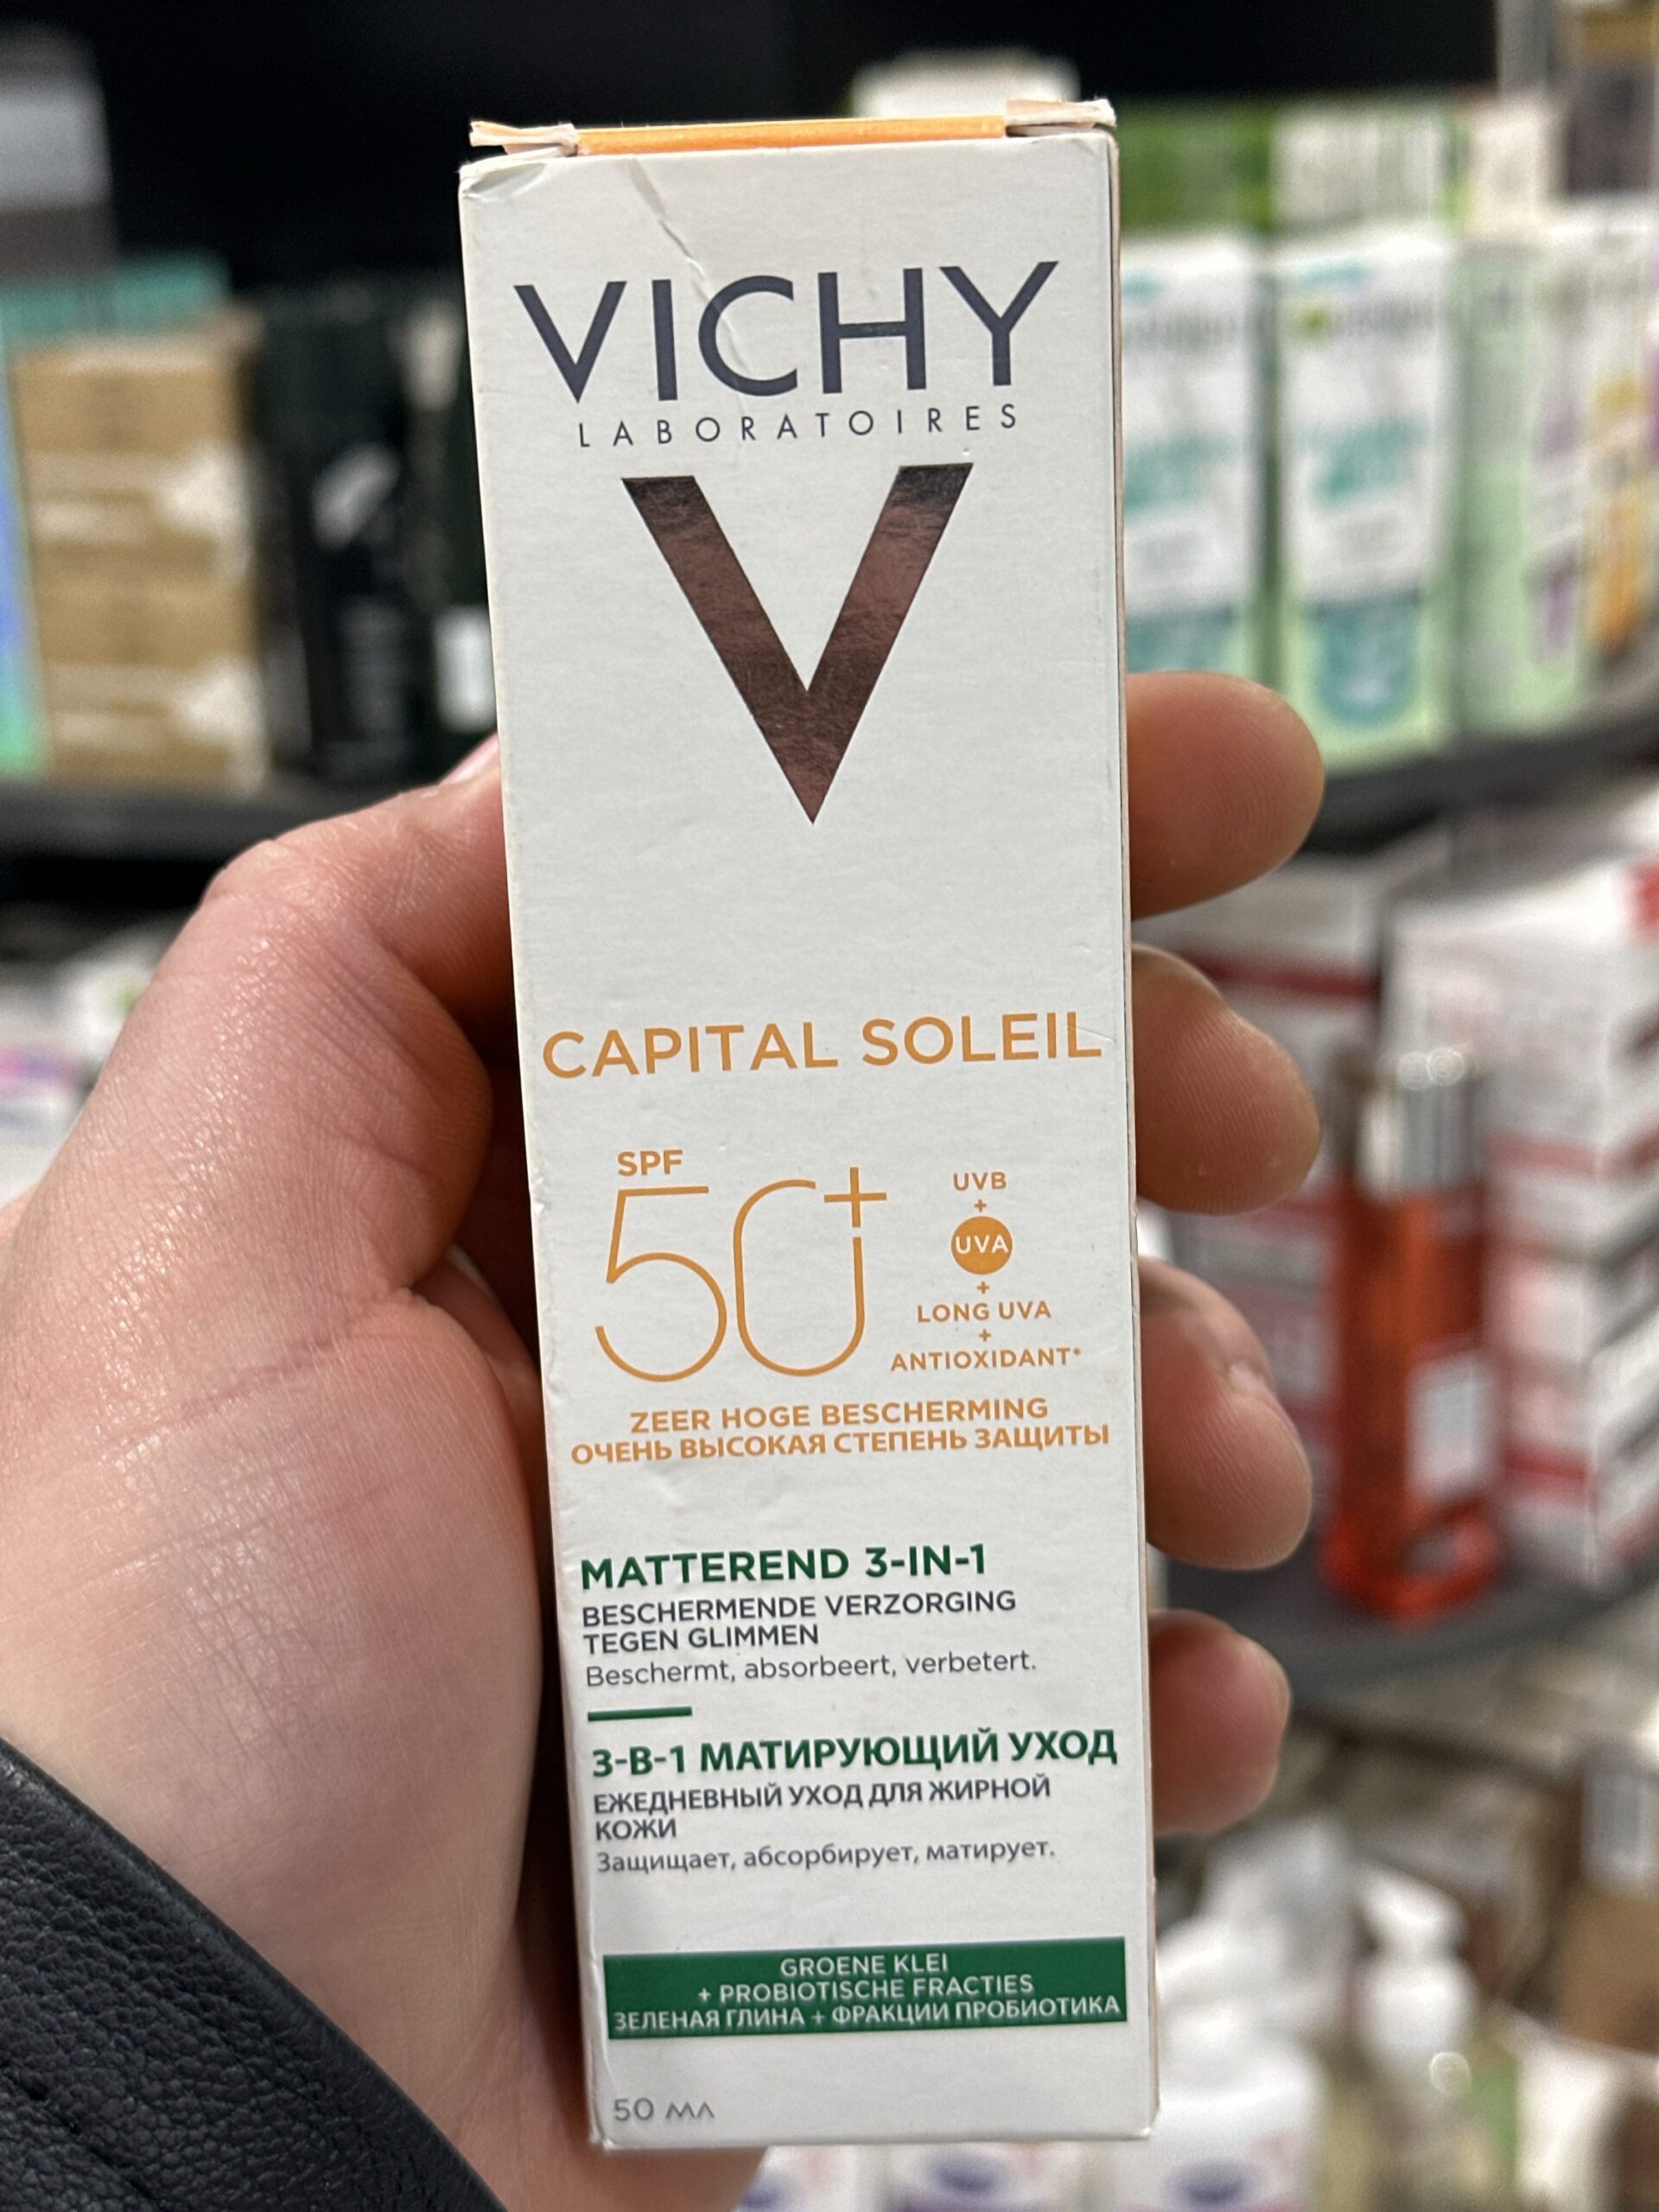 VICHY
LABORATOIRES
V
CAPITAL SOLEIL
SPF
50+
UVB
+
UVA
+
LONG UVA
+
ANTIOXIDANT*
ZEER HOGE BESCHERMING
ОЧЕНЬ ВЫСОКАЯ СТЕПЕНЬ ЗАЩИТЫ
MATTEREND 3-IN-1
BESCHERMENDE VERZORGING
TEGEN GLIMMEN
Beschermt, absorbeert, verbetert.
3-В-1 МАТИРУЮЩИЙ УХОД
ЕЖЕДНЕВНЫЙ УХОД ДЛЯ ЖИРНОЙ
КОЖИ
Защищает, абсорбирует, матирует.
GROENE KLEI
+ PROBIOTISCHE FRACTIES
ЗЕЛЕНАЯ ГЛИНА + ФРАКЦИИ ПРОБИОТИКА
50 мл